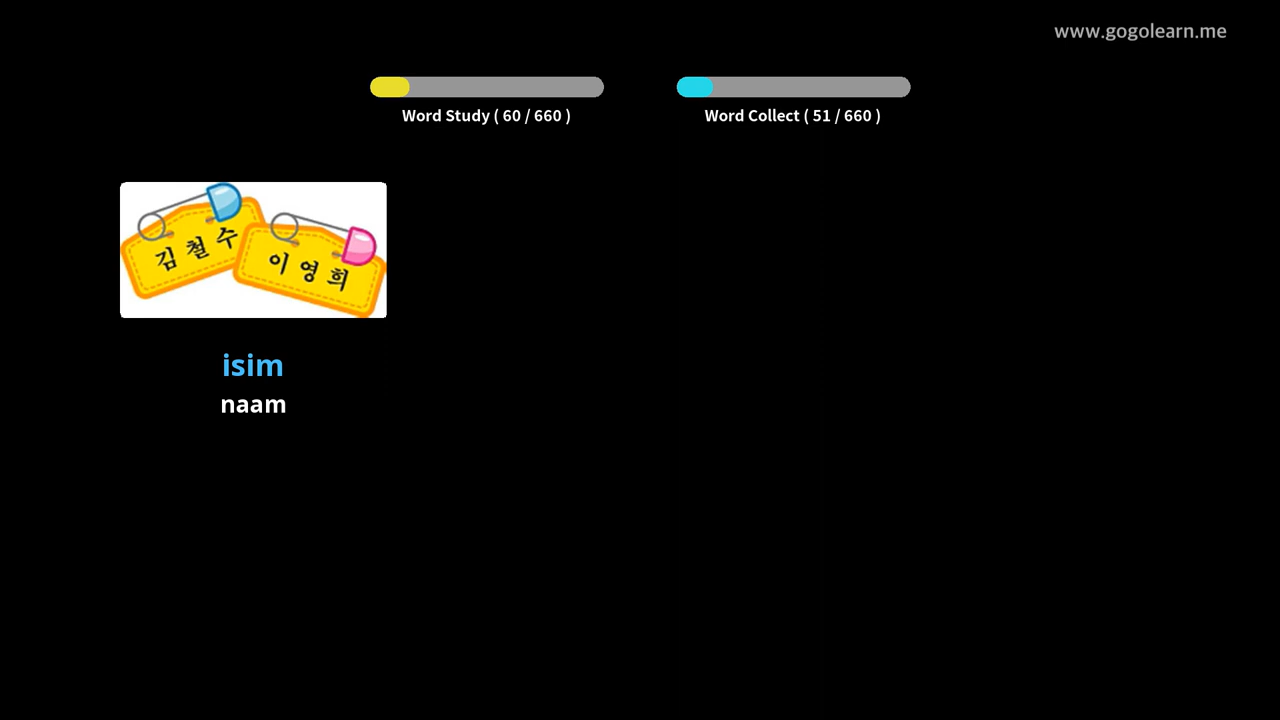 www.gogolearn.me
Word Study ( 60 / 660 )
Word Collect ( 51 / 660 )
김철수
이영희
isim
naam